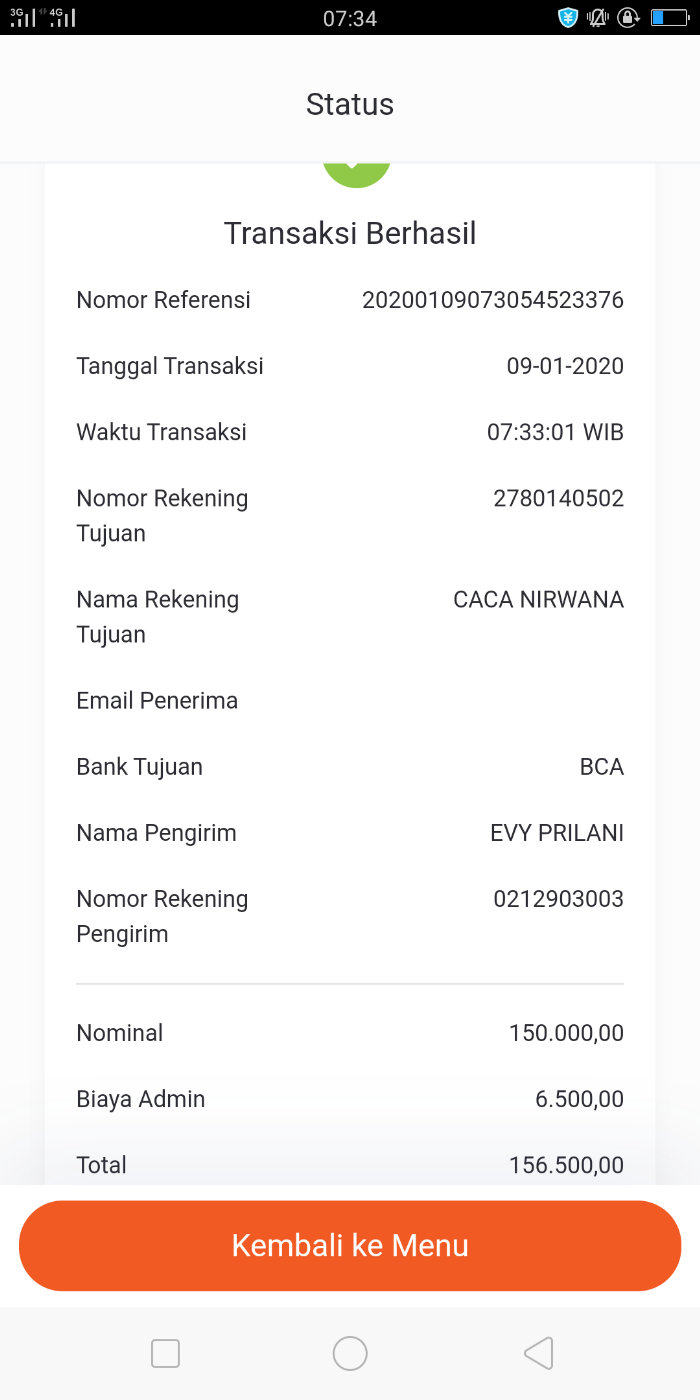 3G 4G 07:34
Status
Transaksi Berhasil
Nomor Referensi 20200109073054523376
Tanggal Transaksi 09-01-2020
Waktu Transaksi 07:33:01 WIB
Nomor Rekening 2780140502
Tujuan
Nama Rekening CACA NIRWANA
Tujuan
Email Penerima
Bank Tujuan BCA
Nama Pengirim EVY PRILANI
Nomor Rekening 0212903003
Pengirim
Nominal 150.000,00
Biaya Admin 6.500,00
Total 156.500,00
Kembali ke Menu